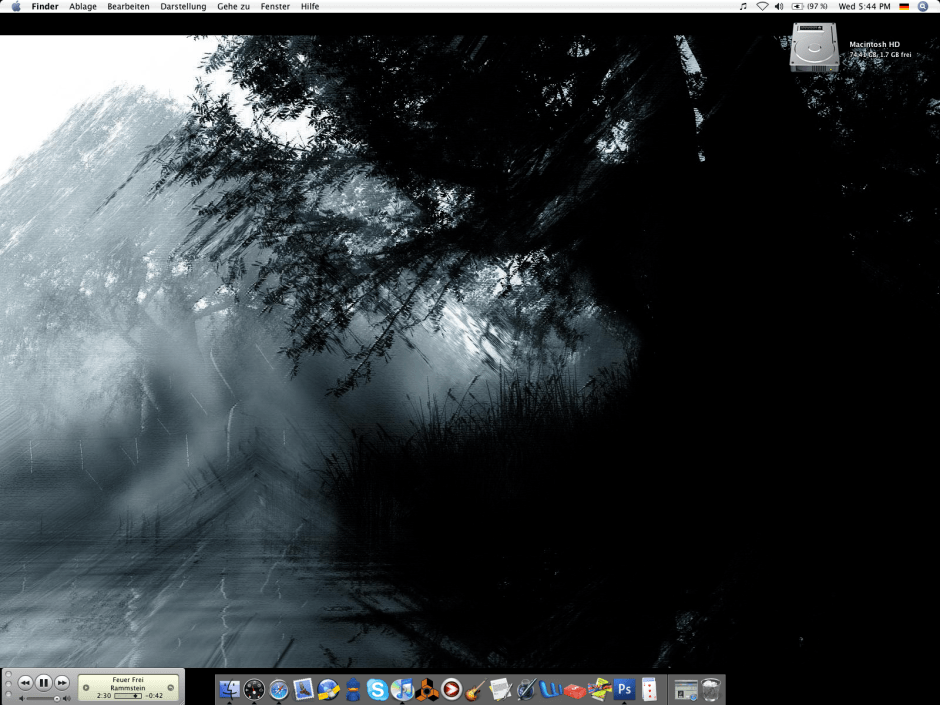 Finder Ablage Bearbeiten Darstellung Gehe zu Fenster Hilfe (97 %) Wed 5:44 PM
Macintosh HD
74.41 GB, 1.7 GB frei
Feuer Frei
Rammstein
2:30 -0:42
Ps